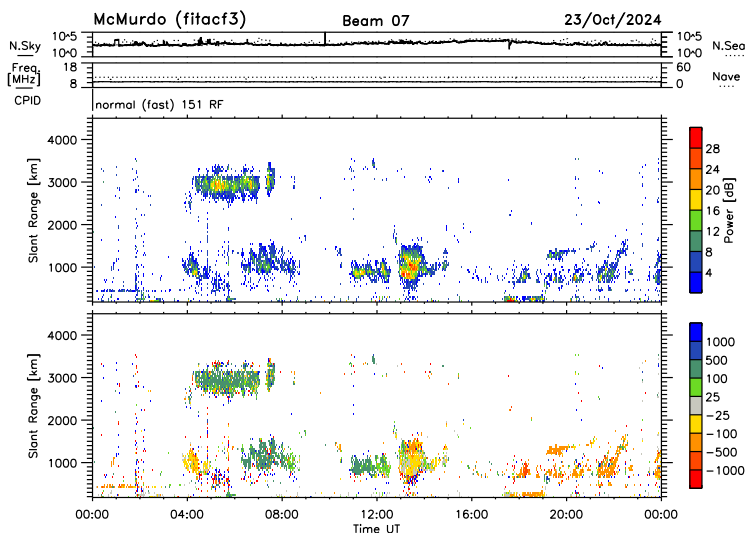 McMurdo (fitacf3) Beam 07 23/Oct/2024
N.Sky 10^5 10^0 10^5 10^0 N.Sea
Freq. [MHz] 18 8 60 0 Nave
CPID normal (fast) 151 RF
Slant Range [km] 4000 3000 2000 1000
28 24 20 16 12 8 4 Power [dB]
Slant Range [km] 4000 3000 2000 1000
1000 500 100 25 -25 -100 -500 -1000
00:00 04:00 08:00 12:00 16:00 20:00 00:00
Time UT